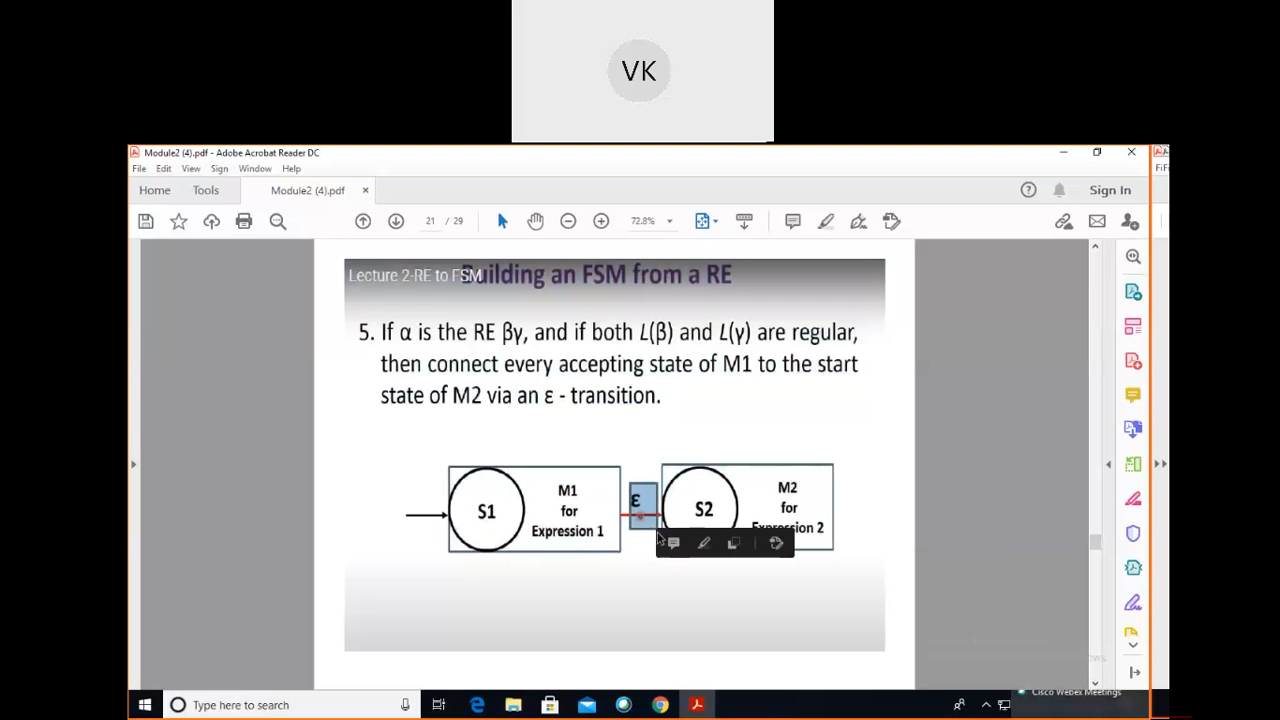 VK
Module2 (4).pdf - Adobe Acrobat Reader DC
File Edit View Sign Window Help
Home Tools Module2 (4).pdf × Sign In
21 / 29 72.8%
Lecture 2-RE to FSM
Building an FSM from a RE
5. If α is the RE βγ, and if both L(β) and L(γ) are regular,
then connect every accepting state of M1 to the start
state of M2 via an ε - transition.
S1
M1
for
Expression 1
ε
S2
M2
for
Expression 2
Type here to search
Cisco Webex Meetings